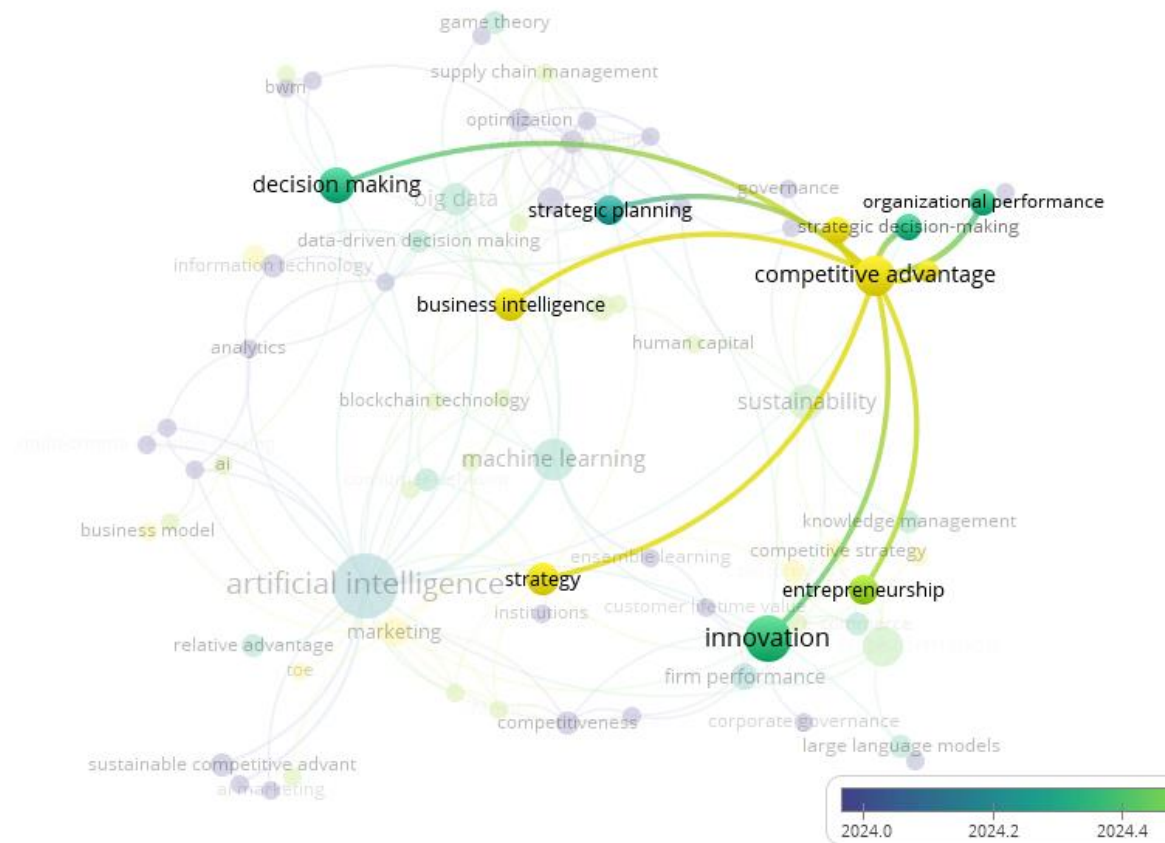 game theory
supply chain management
bwm
optimization
decision making
big data
governance
organizational performance
strategic planning
strategic decision-making
data-driven decision making
information technology
competitive advantage
business intelligence
human capital
analytics
blockchain technology
sustainability
machine learning
ai
business model
knowledge management
competitive strategy
ensemble learning
artificial intelligence
strategy
entrepreneurship
institutions
customer lifetime value
marketing
innovation
relative advantage
toe
firm performance
competitiveness
corporate governance
large language models
sustainable competitive advant
ai marketing
2024.0
2024.2
2024.4